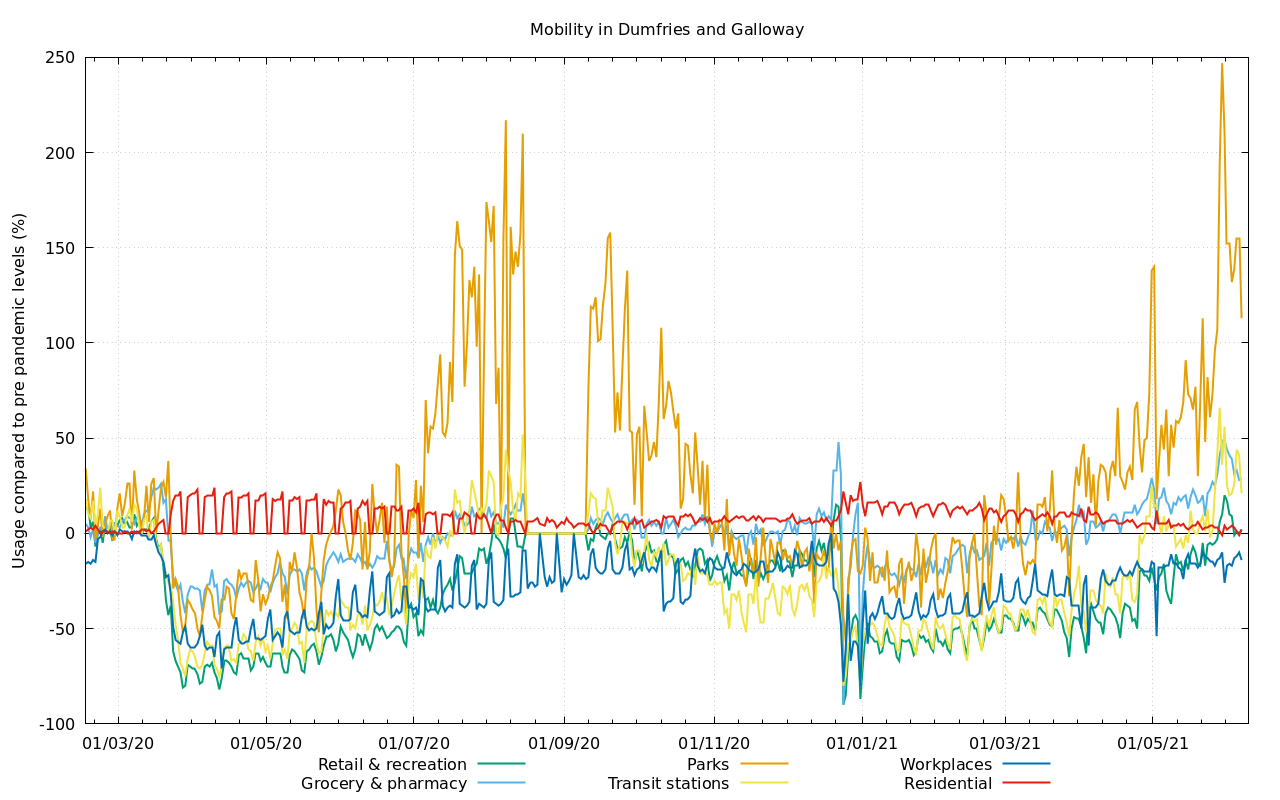 Mobility in Dumfries and Galloway
Usage compared to pre pandemic levels (%)
250
200
150
100
50
0
-50
-100
01/03/20 01/05/20 01/07/20 01/09/20 01/11/20 01/01/21 01/03/21 01/05/21
Retail & recreation Parks Workplaces
Grocery & pharmacy Transit stations Residential